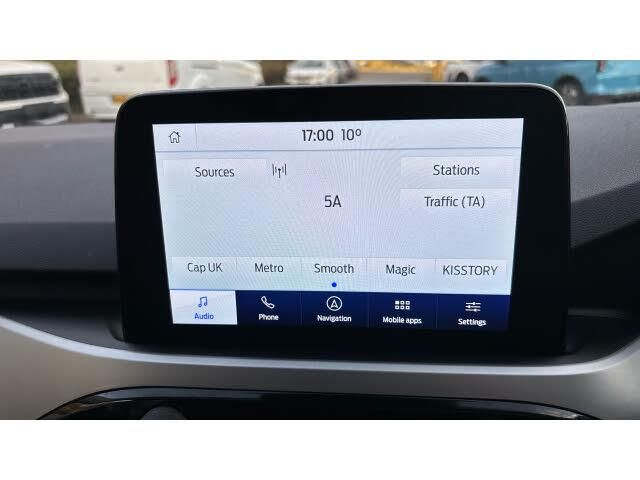 17:00 10°
Sources
Stations
5A
Traffic (TA)
Cap UK Metro Smooth Magic KISSTORY
Audio Phone Navigation Mobile apps Settings